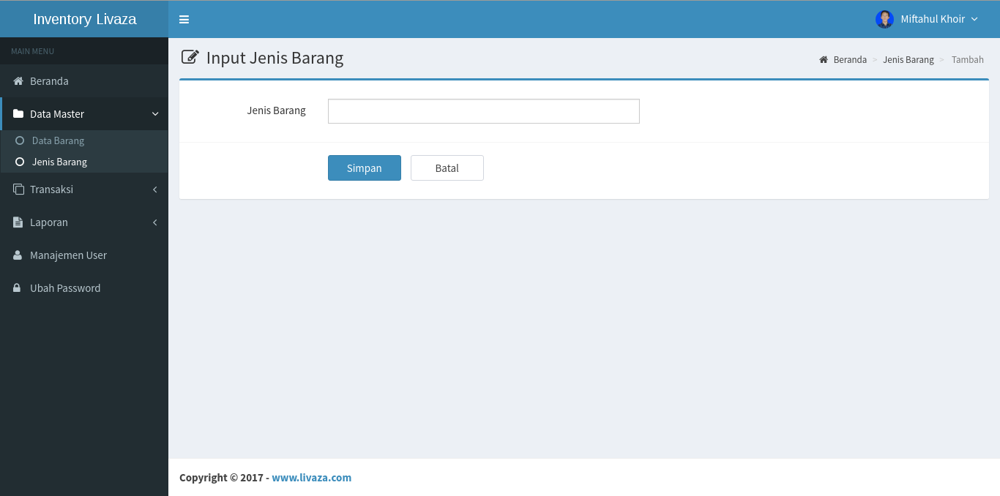 Inventory Livaza
Miftahul Khoir
MAIN MENU
Beranda
Data Master
Data Barang
Jenis Barang
Transaksi
Laporan
Manajemen User
Ubah Password
Input Jenis Barang
Beranda > Jenis Barang > Tambah
Jenis Barang
Simpan Batal
Copyright © 2017 - www.livaza.com